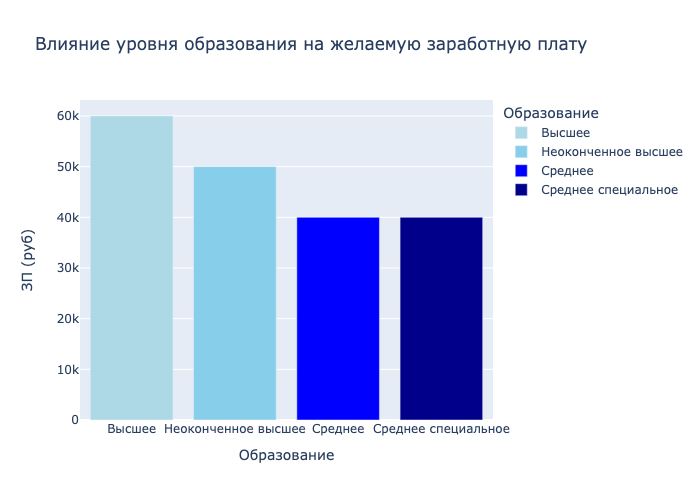 Влияние уровня образования на желаемую заработную плату
Образование
Высшее
Неоконченное высшее
Среднее
Среднее специальное
ЗП (руб)
60k
50k
40k
30k
20k
10k
0
Высшее Неоконченное высшее Среднее Среднее специальное
Образование